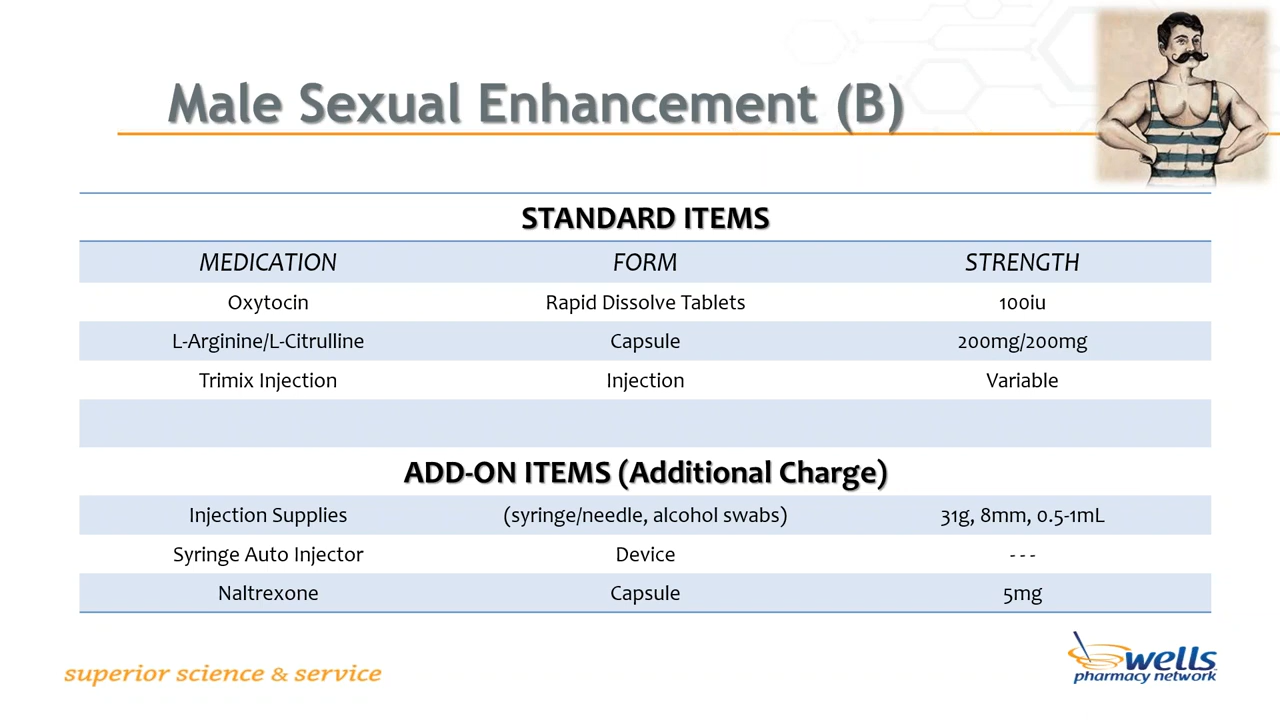 Male Sexual Enhancement (B)
STANDARD ITEMS
MEDICATION FORM STRENGTH
Oxytocin Rapid Dissolve Tablets 100iu
L-Arginine/L-Citrulline Capsule 200mg/200mg
Trimix Injection Injection Variable
ADD-ON ITEMS (Additional Charge)
Injection Supplies (syringe/needle, alcohol swabs) 31g, 8mm, 0.5-1mL
Syringe Auto Injector Device - - -
Naltrexone Capsule 5mg
superior science & service
wells
pharmacy network